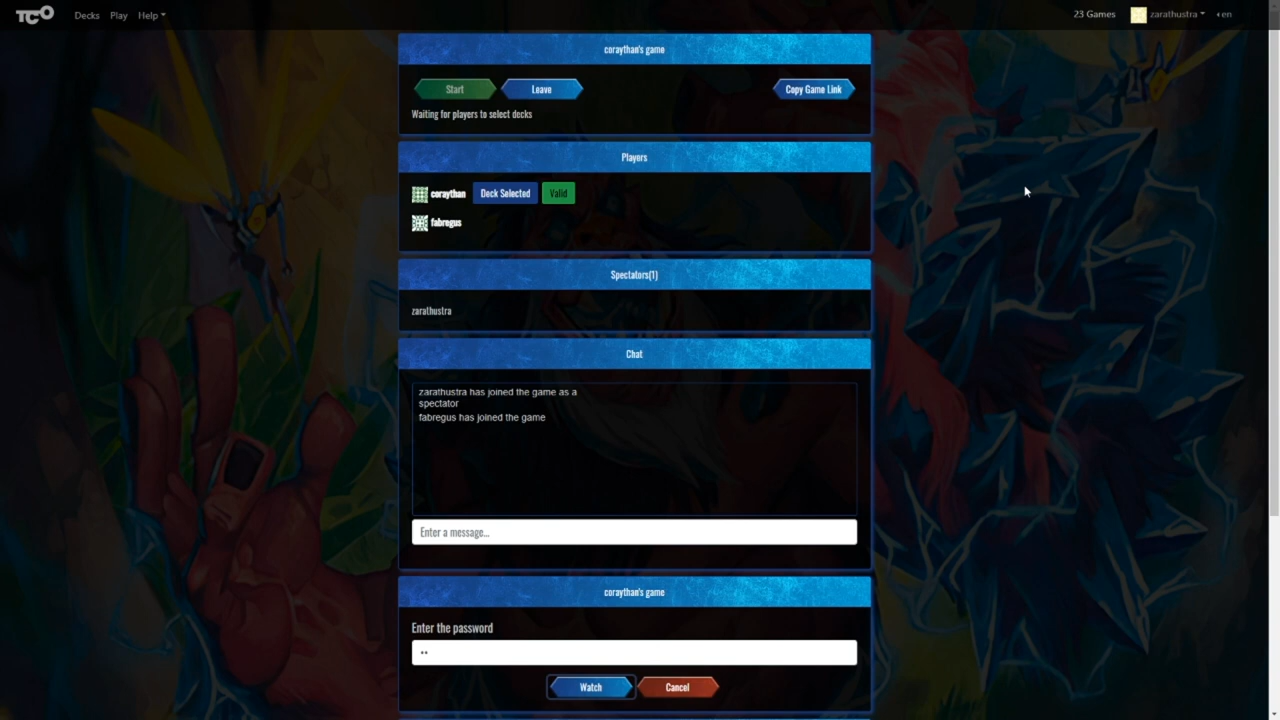 TCO Decks Play Help 23 Games zarathustra en
coraythan's game
Start Leave Copy Game Link
Waiting for players to select decks
Players
coraythan Deck Selected Valid
fabregus
Spectators(1)
zarathustra
Chat
zarathustra has joined the game as a
spectator
fabregus has joined the game
Enter a message...
coraythan's game
Enter the password
••
Watch Cancel